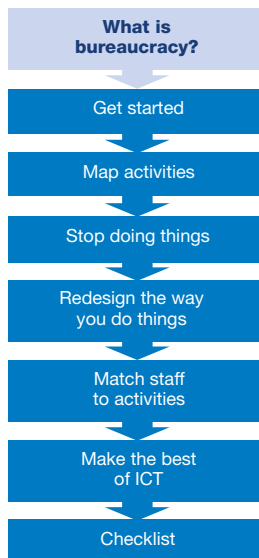 What is
bureaucracy?
Get started
Map activities
Stop doing things
Redesign the way
you do things
Match staff
to activities
Make the best
of ICT
Checklist